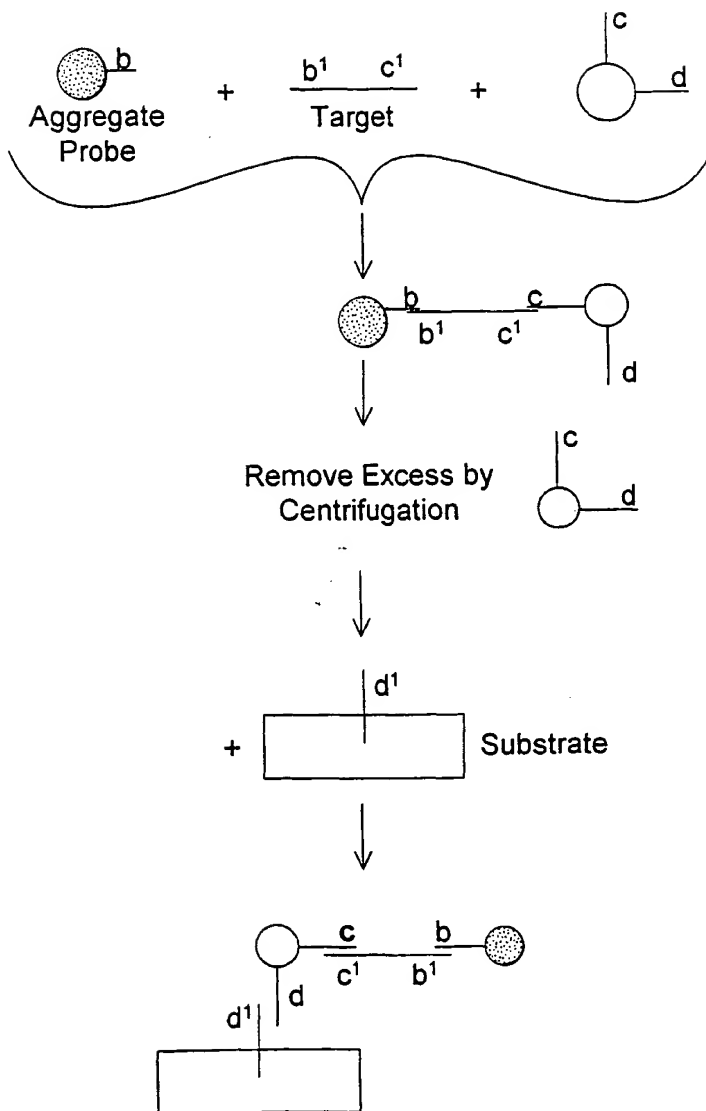 b
+
b¹ c¹
+
c
d
Aggregate
Probe
Target
b
c
b¹ c¹
d
Remove Excess by
Centrifugation
c
d
d¹
+
Substrate
c
b
c¹ b¹
d
d¹